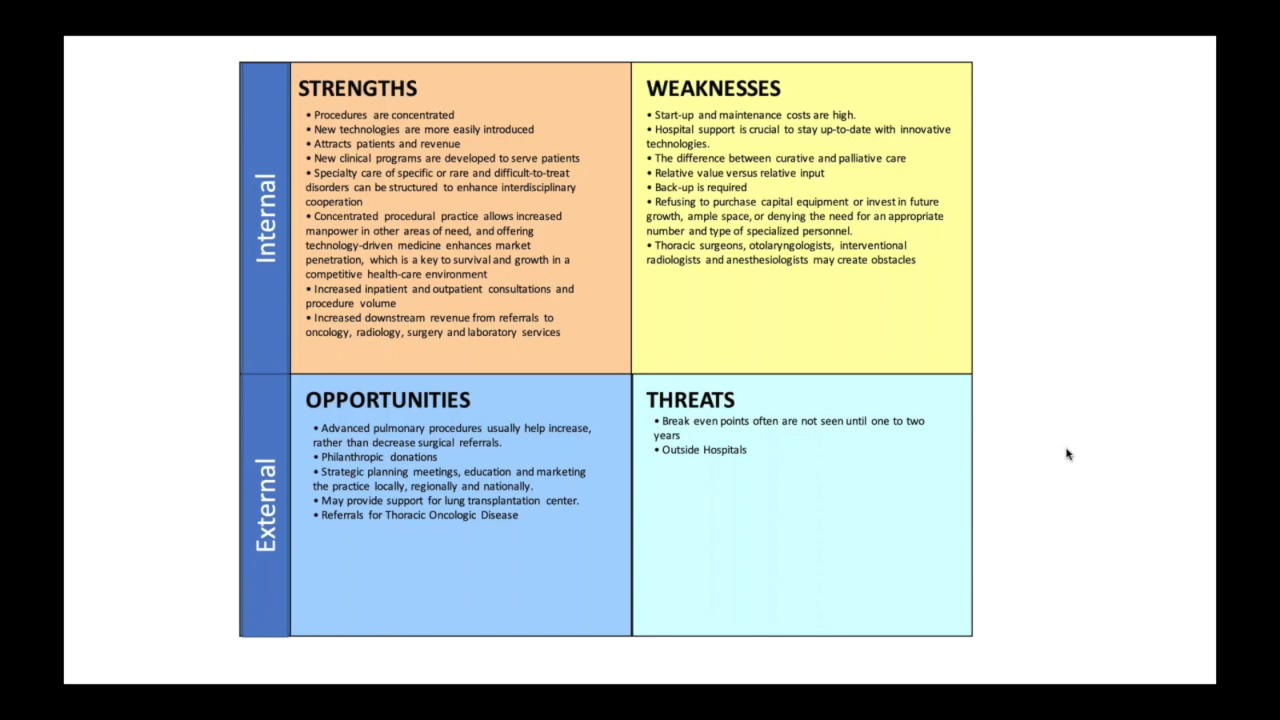 Internal
STRENGTHS
• Procedures are concentrated
• New technologies are more easily introduced
• Attracts patients and revenue
• New clinical programs are developed to serve patients
• Specialty care of specific or rare and difficult-to-treat
disorders can be structured to enhance interdisciplinary
cooperation
• Concentrated procedural practice allows increased
manpower in other areas of need, and offering
technology-driven medicine enhances market
penetration, which is a key to survival and growth in a
competitive health-care environment
• Increased inpatient and outpatient consultations and
procedure volume
• Increased downstream revenue from referrals to
oncology, radiology, surgery and laboratory services
WEAKNESSES
• Start-up and maintenance costs are high.
• Hospital support is crucial to stay up-to-date with innovative
technologies.
• The difference between curative and palliative care
• Relative value versus relative input
• Back-up is required
• Refusing to purchase capital equipment or invest in future
growth, ample space, or denying the need for an appropriate
number and type of specialized personnel.
• Thoracic surgeons, otolaryngologists, interventional
radiologists and anesthesiologists may create obstacles
External
OPPORTUNITIES
• Advanced pulmonary procedures usually help increase,
rather than decrease surgical referrals.
• Philanthropic donations
• Strategic planning meetings, education and marketing
the practice locally, regionally and nationally.
• May provide support for lung transplantation center.
• Referrals for Thoracic Oncologic Disease
THREATS
• Break even points often are not seen until one to two
years
• Outside Hospitals